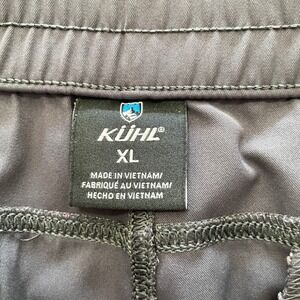 KÜHL®
XL
MADE IN VIETNAM/
FABRIQUÉ AU VIETNAM/
HECHO EN VIETNAM